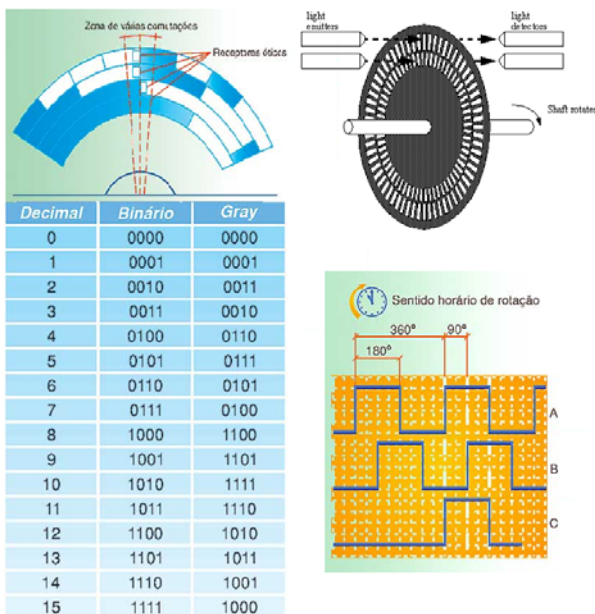 Zona de várias comutações
Receptores óticos
Decimal Binário Gray
0 0000 0000
1 0001 0001
2 0010 0011
3 0011 0010
4 0100 0110
5 0101 0111
6 0110 0101
7 0111 0100
8 1000 1100
9 1001 1101
10 1010 1111
11 1011 1110
12 1100 1010
13 1101 1011
14 1110 1001
15 1111 1000
light
emitters
light
detectors
Shaft rotates
Sentido horário de rotação
360° 90°
180°
A
B
C